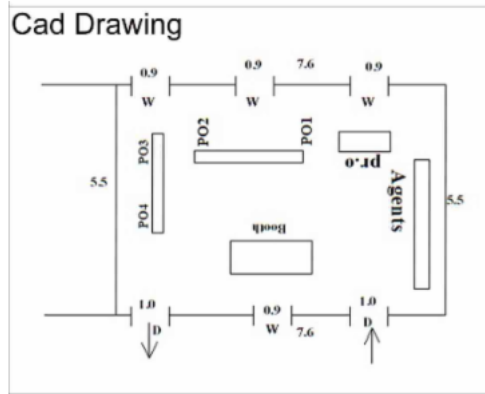 Cad Drawing
0.9
0.9
7.6
0.9
W
W
W
PO3
PO2
PO1
pr.o
PO4
Agents
5.5
5.5
Booth
1.0
0.9
1.0
D
W
7.6
D